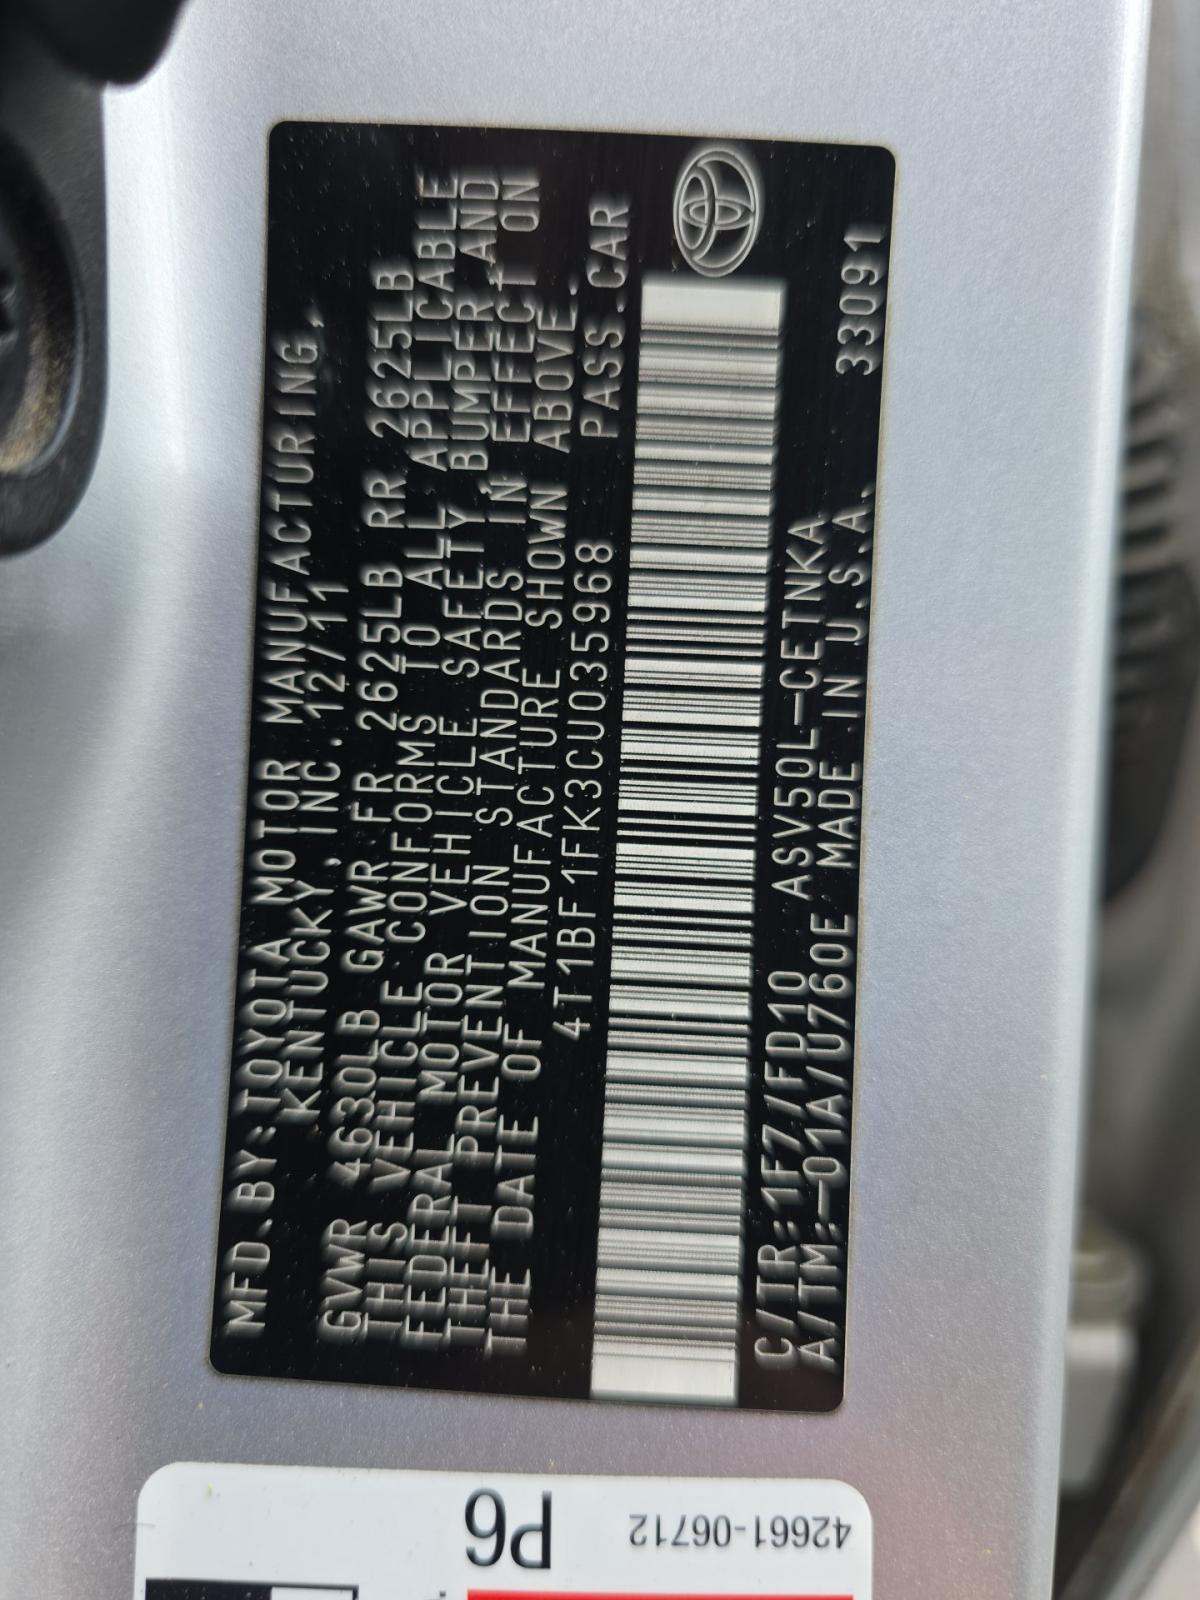 MFD.BY:TOYOTA MOTOR MANUFACTURING,
KENTUCKY, INC. 12/11
GVWR 4630LB GAWR FR 2625LB RR 2625LB
THIS VEHICLE CONFORMS TO ALL APPLICABLE
FEDERAL MOTOR VEHICLE SAFETY, BUMPER AND
THEFT PREVENTION STANDARDS IN EFFECT ON
THE DATE OF MANUFACTURE SHOWN ABOVE.
4T1BF1FK3CU035968 PASS.CAR
C/TR:1F7/FD10 ASV50L-CETNKA 33091
A/TM:-01A/U760E MADE IN U.S.A.
P6
42661-06712